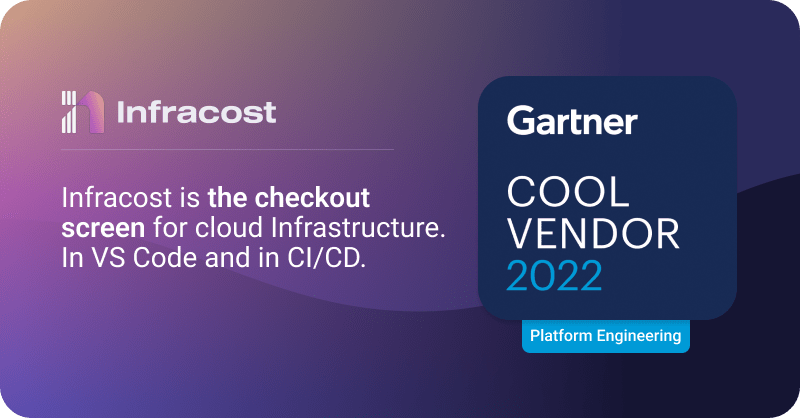 Infracost
Infracost is the checkout
screen for cloud Infrastructure.
In VS Code and in CI/CD.
Gartner
COOL
VENDOR
2022
Platform Engineering